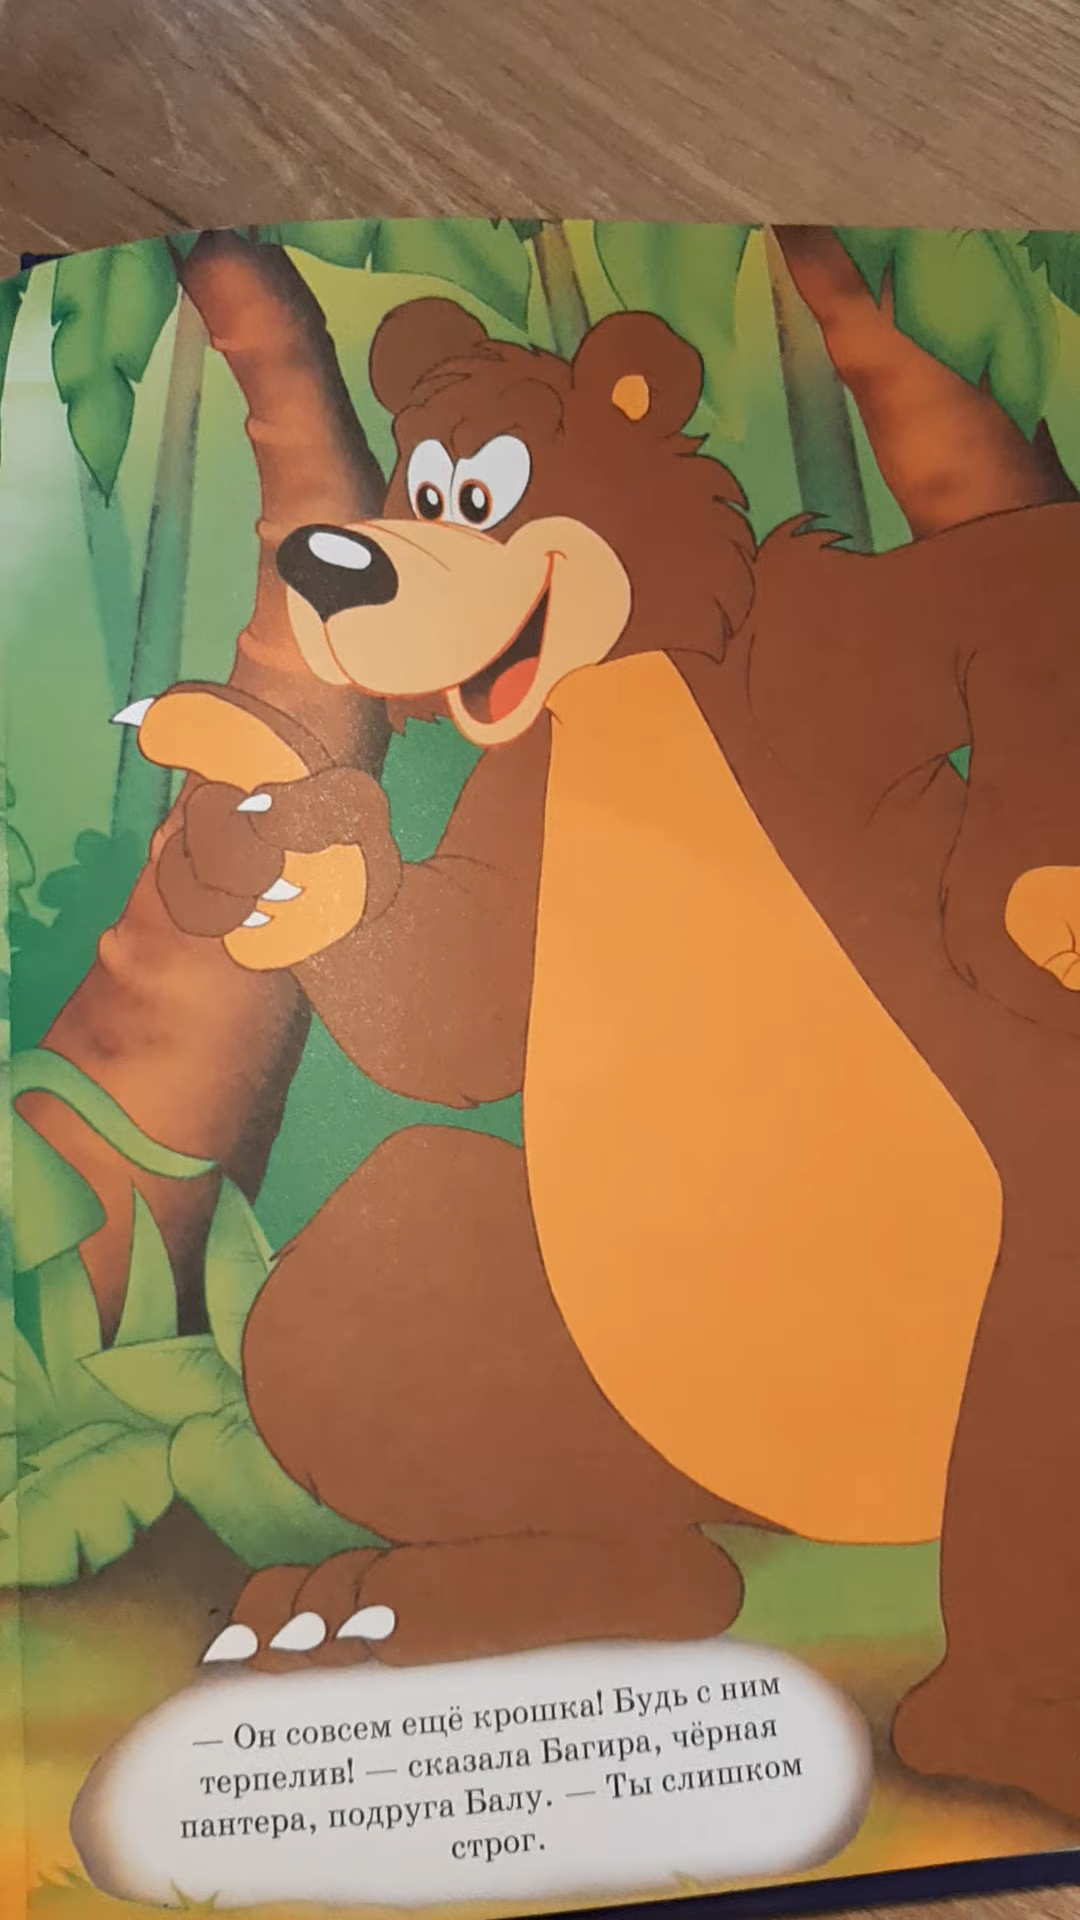 — Он совсем ещё крошка! Будь с ним
терпелив! — сказала Багира, чёрная
пантера, подруга Балу. — Ты слишком
строг.